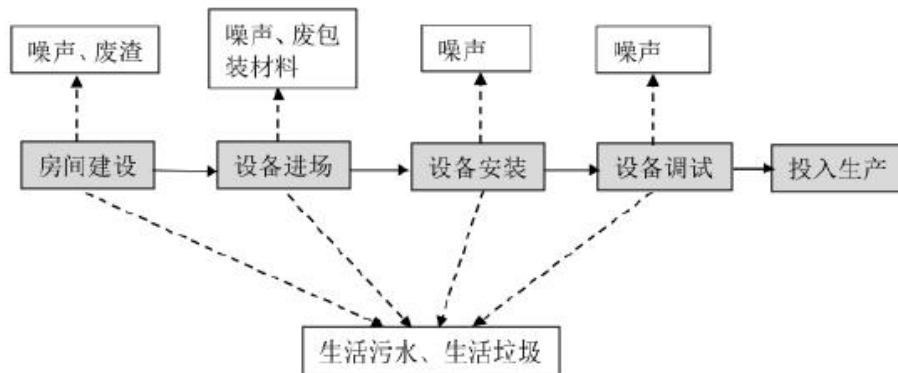 噪声、废渣
噪声、废包
装材料
噪声
噪声
房间建设
设备进场
设备安装
设备调试
投入生产
生活污水、生活垃圾